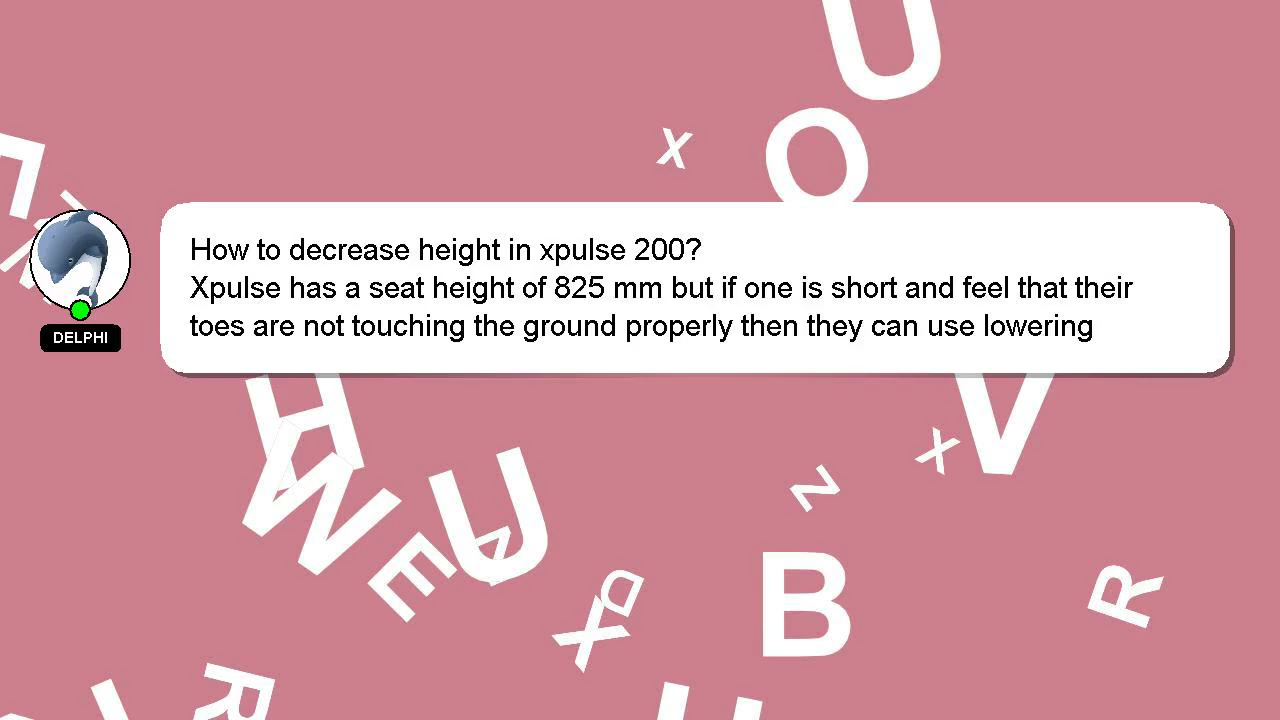 U
O
X
How to decrease height in xpulse 200?
Xpulse has a seat height of 825 mm but if one is short and feel that their
toes are not touching the ground properly then they can use lowering
DELPHI
H
V
W
U
X
E
Z
D
X
B
R
R